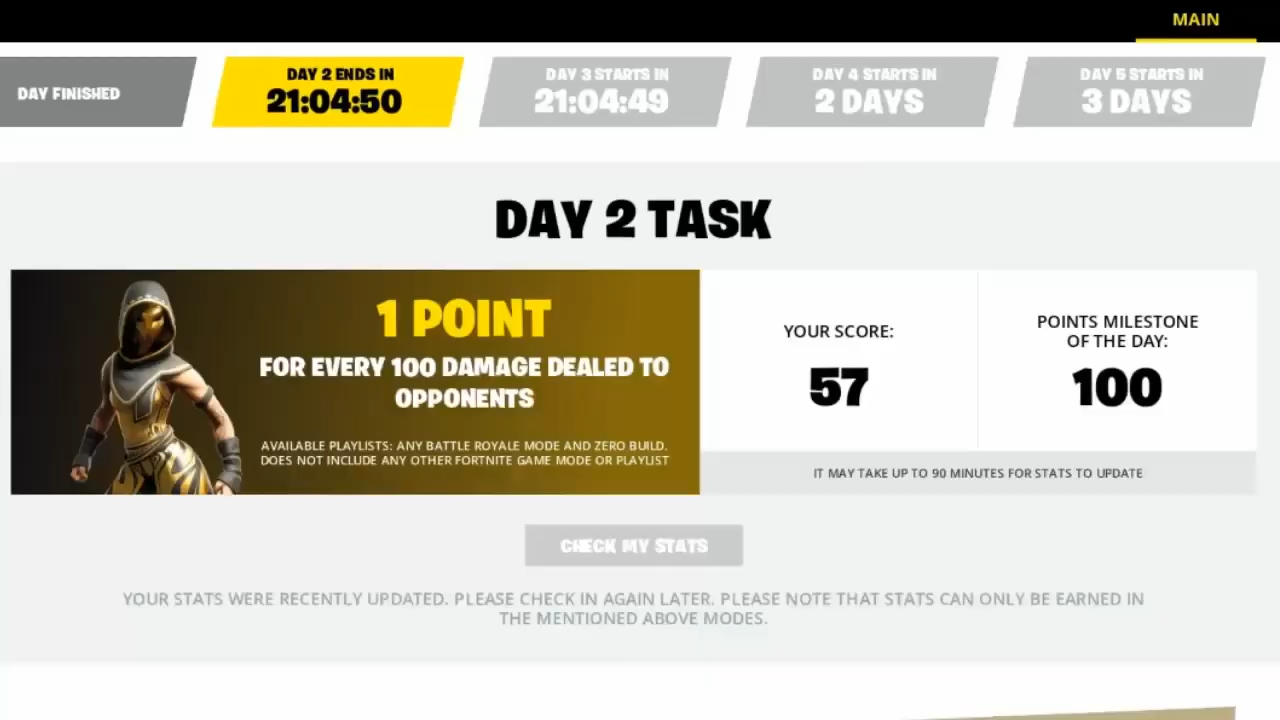 MAIN
DAY FINISHED
DAY 2 ENDS IN
21:04:50
DAY 3 STARTS IN
21:04:49
DAY 4 STARTS IN
2 DAYS
DAY 5 STARTS IN
3 DAYS
DAY 2 TASK
1 POINT
FOR EVERY 100 DAMAGE DEALED TO
OPPONENTS
AVAILABLE PLAYLISTS: ANY BATTLE ROYALE MODE AND ZERO BUILD.
DOES NOT INCLUDE ANY OTHER FORTNITE GAME MODE OR PLAYLIST
YOUR SCORE:
57
POINTS MILESTONE
OF THE DAY:
100
IT MAY TAKE UP TO 90 MINUTES FOR STATS TO UPDATE
CHECK MY STATS
YOUR STATS WERE RECENTLY UPDATED. PLEASE CHECK IN AGAIN LATER. PLEASE NOTE THAT STATS CAN ONLY BE EARNED IN
THE MENTIONED ABOVE MODES.